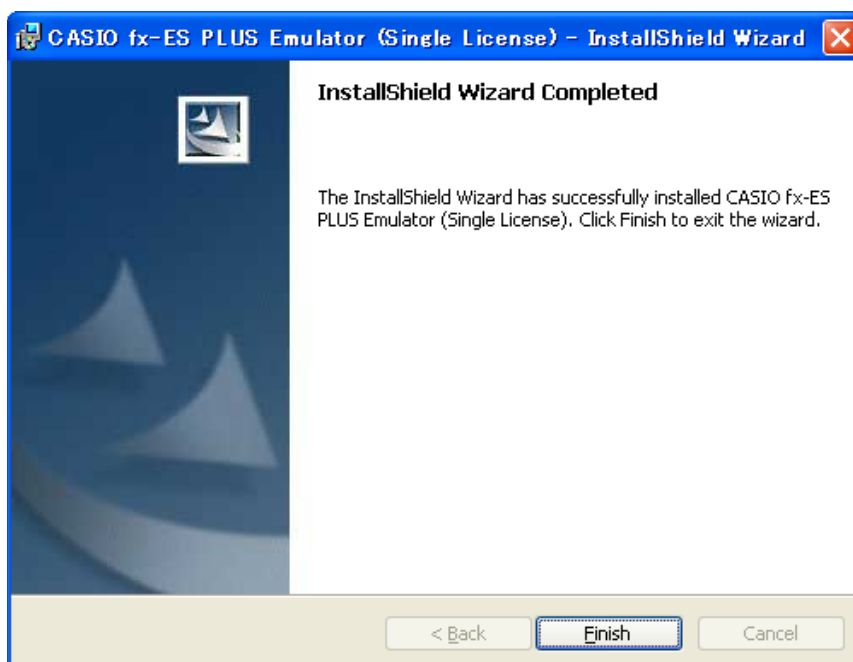 CASIO fx-ES PLUS Emulator (Single License) - InstallShield Wizard
InstallShield Wizard Completed
The InstallShield Wizard has successfully installed CASIO fx-ES
PLUS Emulator (Single License). Click Finish to exit the wizard.
< Back
Finish
Cancel